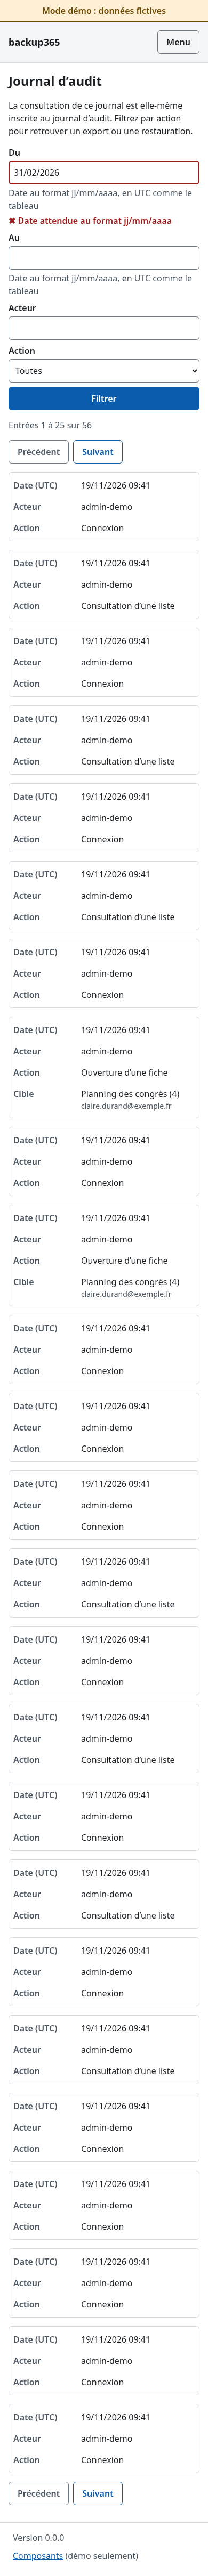 Mode démo : données fictives
backup365
Menu
Journal d’audit
La consultation de ce journal est elle-même
inscrite au journal d’audit. Filtrez par action
pour retrouver un export ou une restauration.
Du
31/02/2026
Date au format jj/mm/aaaa, en UTC comme le
tableau
✖ Date attendue au format jj/mm/aaaa
Au
Date au format jj/mm/aaaa, en UTC comme le
tableau
Acteur
Action
Toutes
Filtrer
Entrées 1 à 25 sur 56
Précédent Suivant
Date (UTC) 19/11/2026 09:41
Acteur admin-demo
Action Connexion
Date (UTC) 19/11/2026 09:41
Acteur admin-demo
Action Consultation d’une liste
Date (UTC) 19/11/2026 09:41
Acteur admin-demo
Action Connexion
Date (UTC) 19/11/2026 09:41
Acteur admin-demo
Action Consultation d’une liste
Date (UTC) 19/11/2026 09:41
Acteur admin-demo
Action Connexion
Date (UTC) 19/11/2026 09:41
Acteur admin-demo
Action Consultation d’une liste
Date (UTC) 19/11/2026 09:41
Acteur admin-demo
Action Connexion
Date (UTC) 19/11/2026 09:41
Acteur admin-demo
Action Ouverture d’une fiche
Cible Planning des congrès (4)
claire.durand@exemple.fr
Date (UTC) 19/11/2026 09:41
Acteur admin-demo
Action Connexion
Date (UTC) 19/11/2026 09:41
Acteur admin-demo
Action Ouverture d’une fiche
Cible Planning des congrès (4)
claire.durand@exemple.fr
Date (UTC) 19/11/2026 09:41
Acteur admin-demo
Action Connexion
Date (UTC) 19/11/2026 09:41
Acteur admin-demo
Action Connexion
Date (UTC) 19/11/2026 09:41
Acteur admin-demo
Action Connexion
Date (UTC) 19/11/2026 09:41
Acteur admin-demo
Action Consultation d’une liste
Date (UTC) 19/11/2026 09:41
Acteur admin-demo
Action Connexion
Date (UTC) 19/11/2026 09:41
Acteur admin-demo
Action Consultation d’une liste
Date (UTC) 19/11/2026 09:41
Acteur admin-demo
Action Connexion
Date (UTC) 19/11/2026 09:41
Acteur admin-demo
Action Consultation d’une liste
Date (UTC) 19/11/2026 09:41
Acteur admin-demo
Action Connexion
Date (UTC) 19/11/2026 09:41
Acteur admin-demo
Action Consultation d’une liste
Date (UTC) 19/11/2026 09:41
Acteur admin-demo
Action Connexion
Date (UTC) 19/11/2026 09:41
Acteur admin-demo
Action Connexion
Date (UTC) 19/11/2026 09:41
Acteur admin-demo
Action Connexion
Date (UTC) 19/11/2026 09:41
Acteur admin-demo
Action Connexion
Date (UTC) 19/11/2026 09:41
Acteur admin-demo
Action Connexion
Précédent Suivant
Version 0.0.0
Composants (démo seulement)